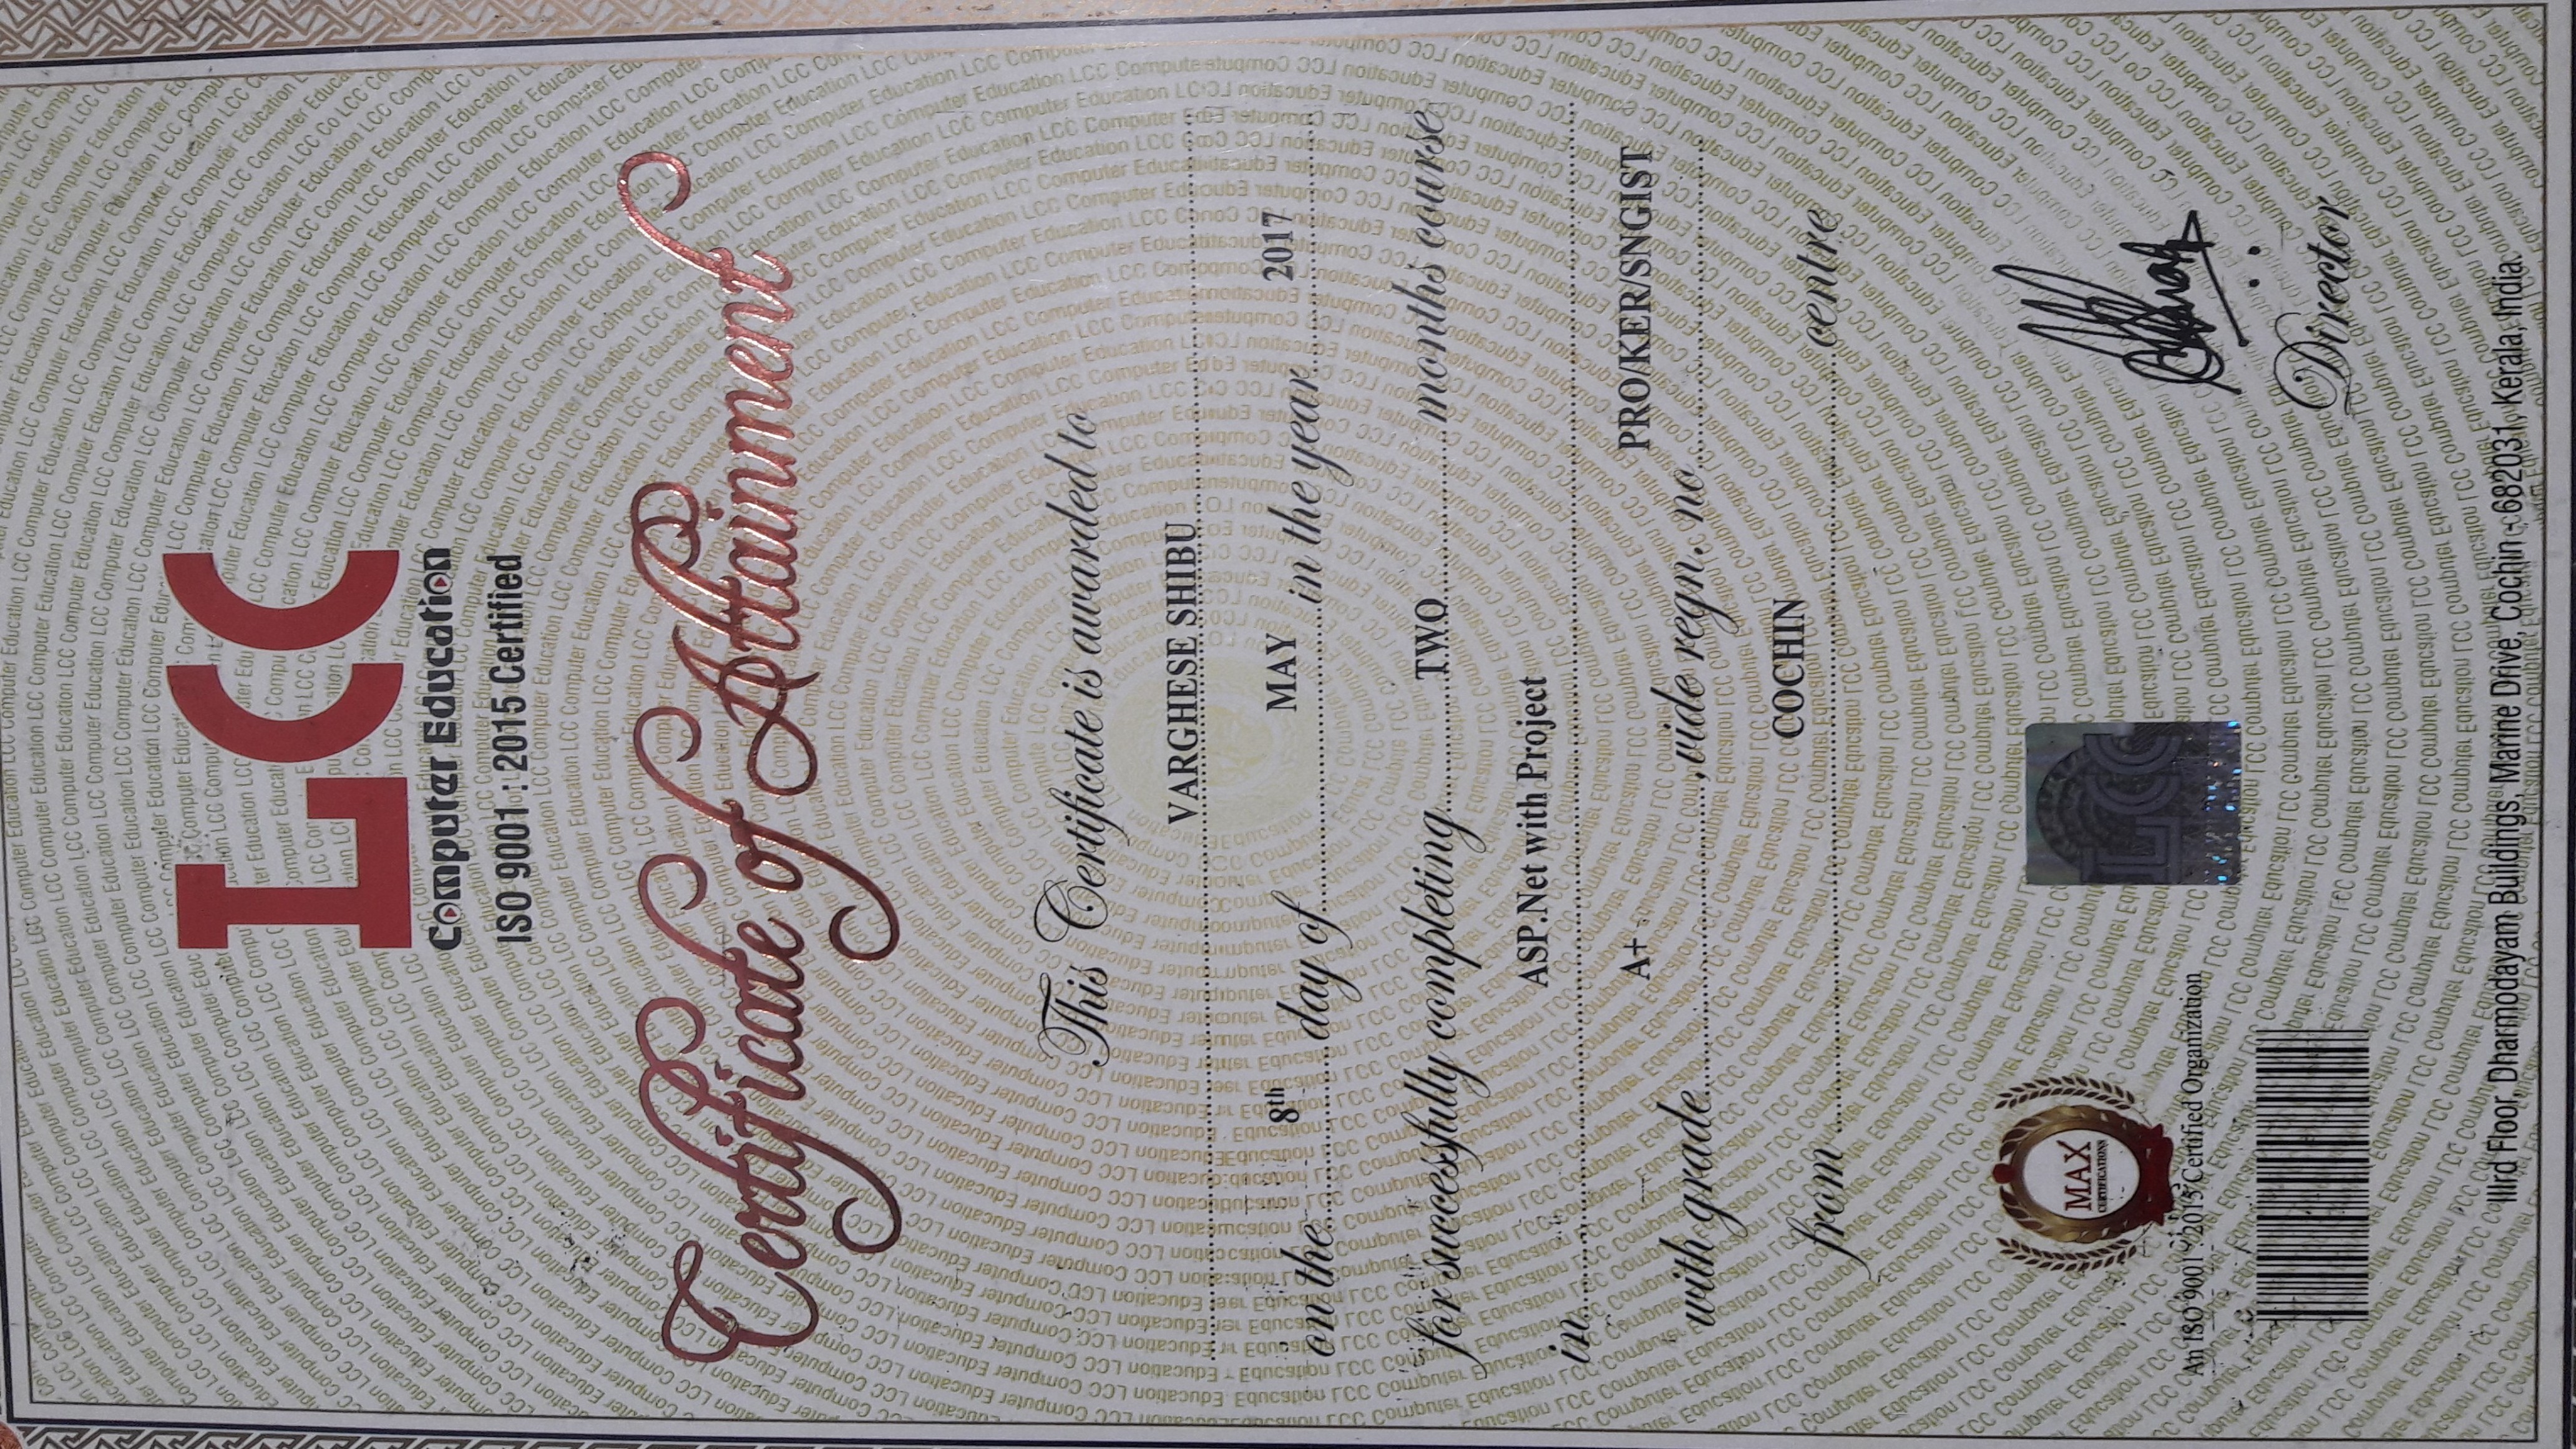 LCC
Computer Education
ISO 9001 : 2015 Certified
Certificate of Attainment
This Certificate is awarded to
VARGHESE SHIBU
on the 8th day of MAY in the year 2017
for successfully completing TWO months course
in ASP.Net with Project
with grade A+, vide regn. no PRO/KER/SNGIST
from COCHIN centre
MAX
CERTIFICATIONS
An ISO 9001 : 2015 Certified Organization
LCC
Director
IIIrd Floor, Dharmodayam Buildings, Marine Drive, Cochin - 682031, Kerala, India.